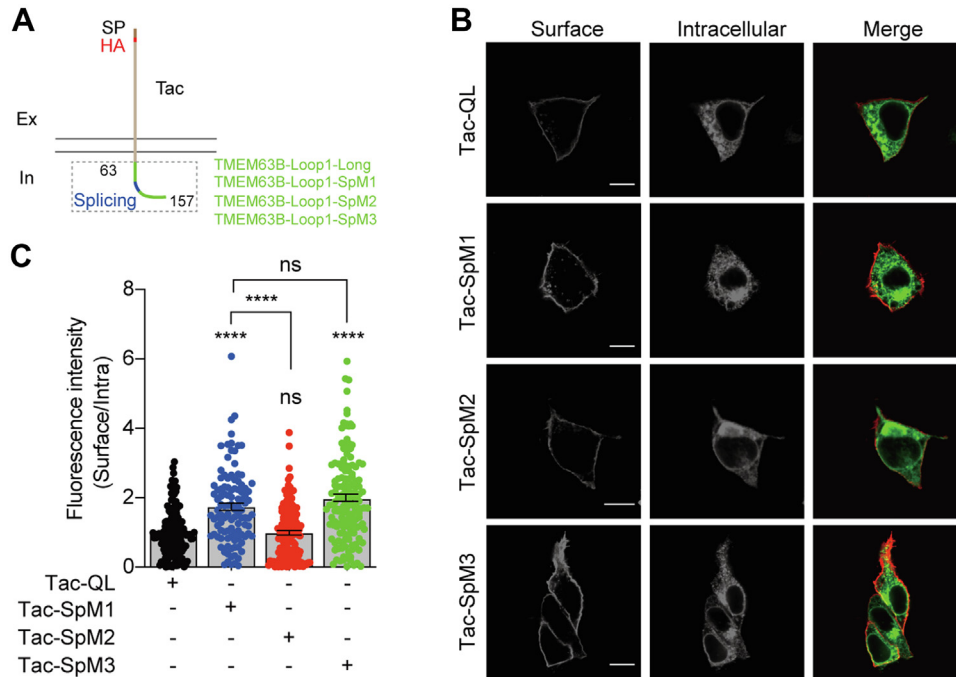 A
SP
HA
Tac
Ex
In
63
Splicing
157
TMEM63B-Loop1-Long
TMEM63B-Loop1-SpM1
TMEM63B-Loop1-SpM2
TMEM63B-Loop1-SpM3
B
Surface Intracellular Merge
Tac-QL
Tac-SpM1
Tac-SpM2
Tac-SpM3
C
Fluorescence intensity
(Surface/Intra)
8
6
4
2
0
ns
****
**** ****
ns
Tac-QL + - - -
Tac-SpM1 - + - -
Tac-SpM2 - - + -
Tac-SpM3 - - - +